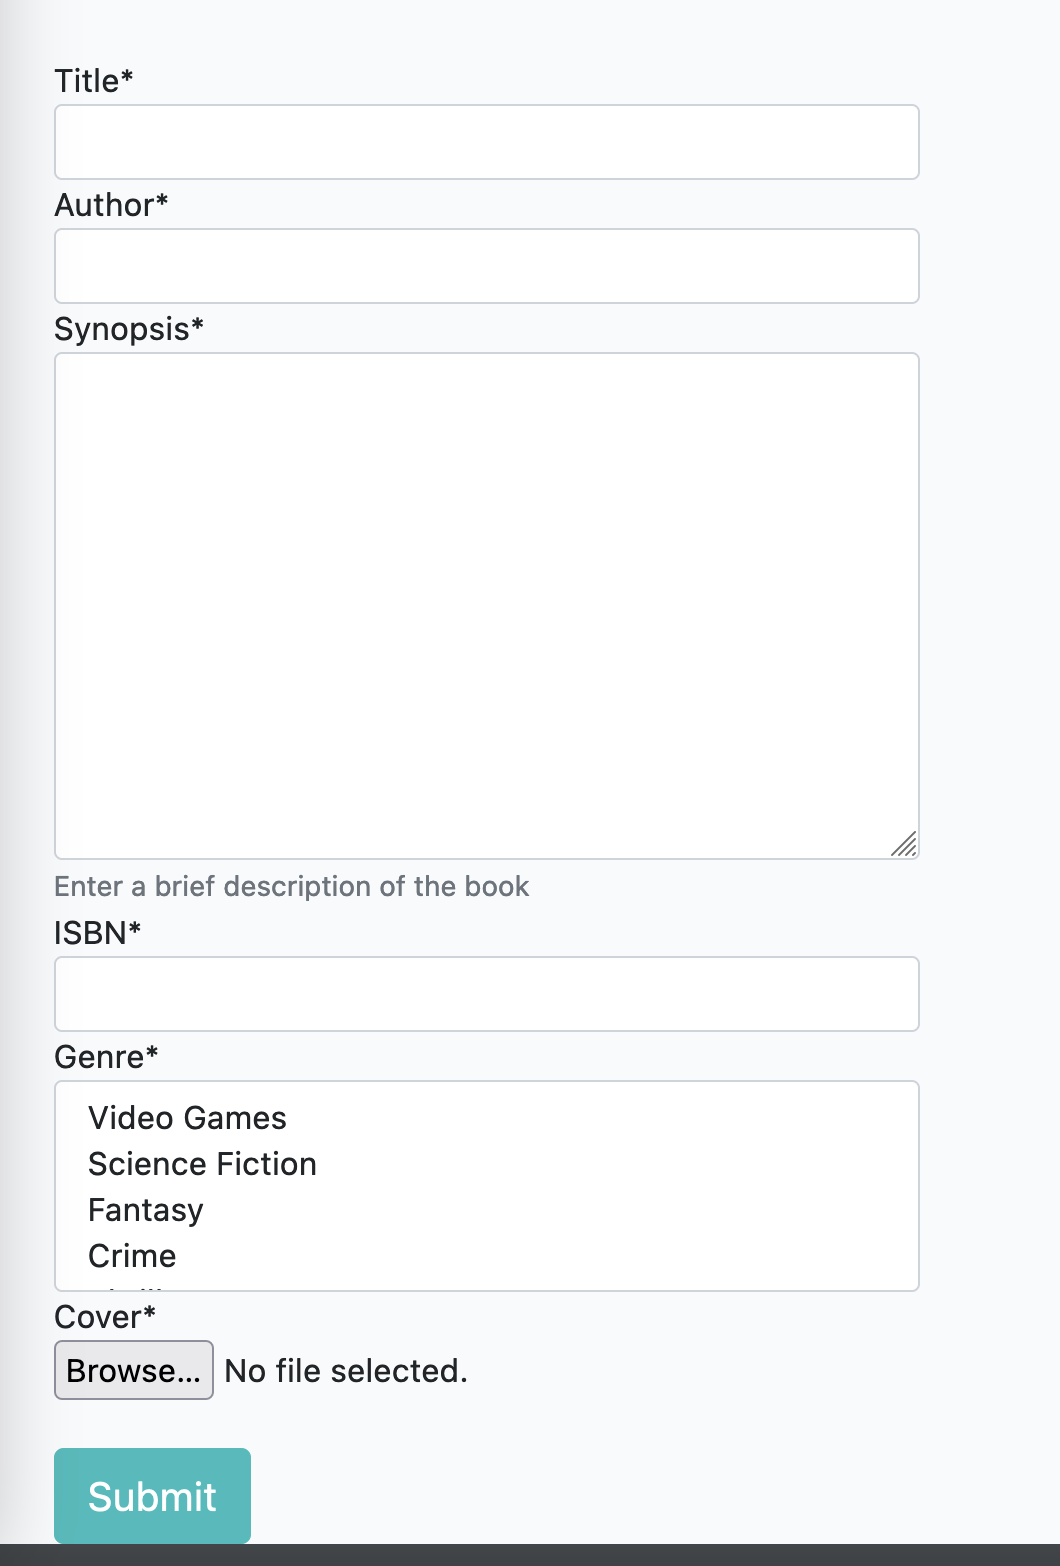 Title*
Author*
Synopsis*
Enter a brief description of the book
ISBN*
Genre*
Video Games
Science Fiction
Fantasy
Crime
Cover*
Browse... No file selected.
Submit